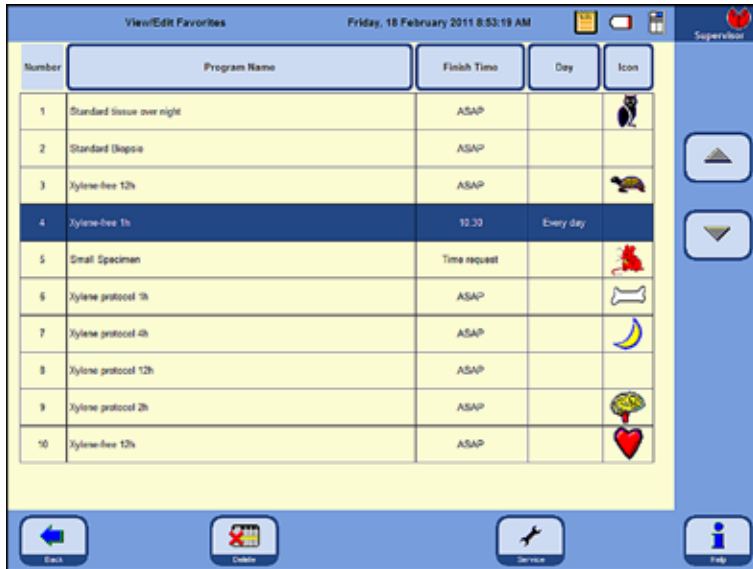 View/Edit Favorites Friday, 18 February 2011 8:53:19 AM Supervisor
Number Program Name Finish Time Day Icon
1 Standard tissue over night ASAP
2 Standard Biopsie ASAP
3 Xylene-free 12h ASAP
4 Xylene-free 1h 10.30 Every day
5 Small Specimen Time request
6 Xylene protocol 1h ASAP
7 Xylene protocol 4h ASAP
8 Xylene protocol 12h ASAP
9 Xylene protocol 2h ASAP
10 Xylene-free 12h ASAP
Back Delete Service Help